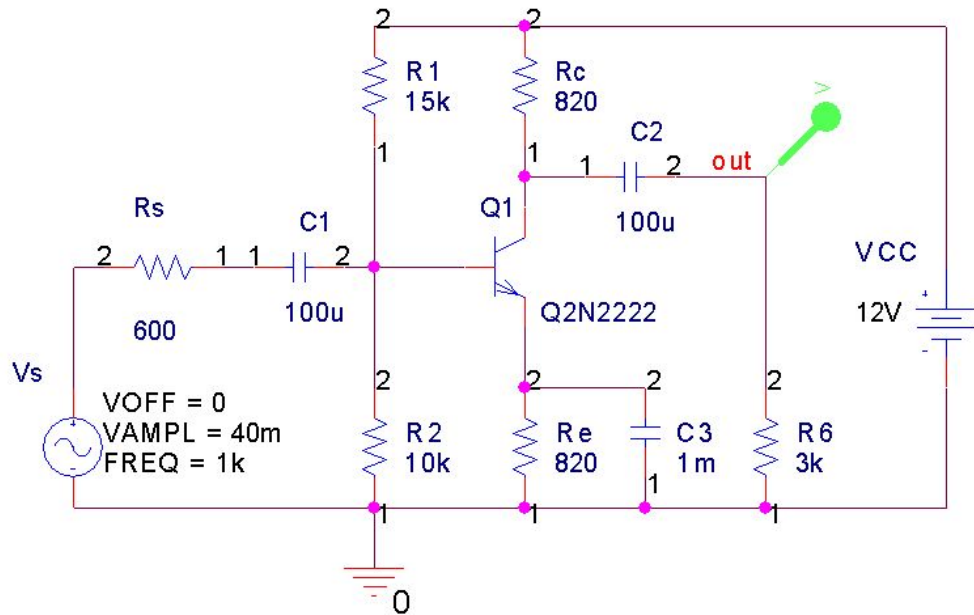 2
2
2
R1
15k
Rc
820
V
1
1
C2
1
2
out
100u
Rs
C1
Q1
2
1
1
2
VCC
600
100u
Q2N2222
12V
+
-
Vs
VOFF = 0
VAMPL = 40m
FREQ = 1k
+
-
2
2
2
2
R2
10k
Re
820
C3
1m
R6
3k
1
1
1
1
0